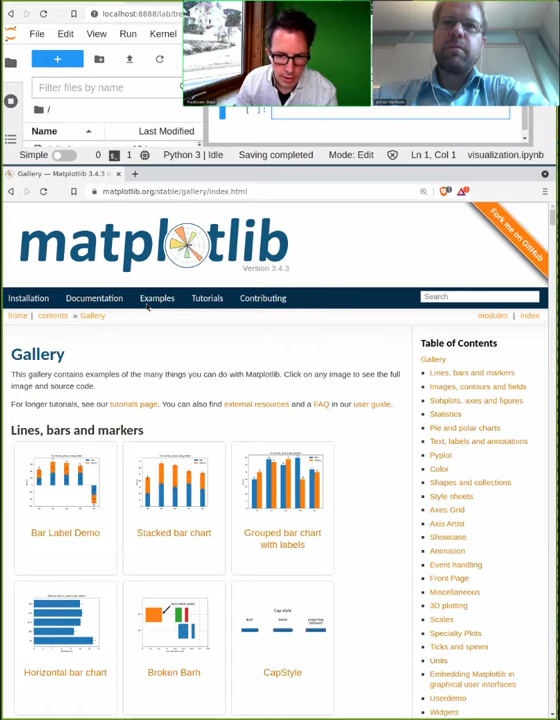 localhost:8888/lab/tre
File Edit View Run Kernel
Filter files by name
/
Name Last Modified
[ ]:
Simple 0 1 Python 3 | Idle Saving completed Mode: Edit Ln 1, Col 1 visualization.ipynb
Gallery — Matplotlib 3.4.3 d
matplotlib.org/stable/gallery/index.html
matplotlib
Version 3.4.3
Fork me on GitHub
Installation Documentation Examples Tutorials Contributing Search
home | contents » Gallery modules | index
Gallery
This gallery contains examples of the many things you can do with Matplotlib. Click on any image to see the full
image and source code.
For longer tutorials, see our tutorials page. You can also find external resources and a FAQ in our user guide.
Lines, bars and markers
Bar Label Demo
Stacked bar chart
Grouped bar chart
with labels
Horizontal bar chart
Broken Barh
Cap style
CapStyle
Table of Contents
Gallery
Lines, bars and markers
Images, contours and fields
Subplots, axes and figures
Statistics
Pie and polar charts
Text, labels and annotations
Pyplot
Color
Shapes and collections
Style sheets
Axes Grid
Axis Artist
Showcase
Animation
Event handling
Front Page
Miscellaneous
3D plotting
Scales
Specialty Plots
Ticks and spines
Units
Embedding Matplotlib in
graphical user interfaces
Userdemo
Widgets